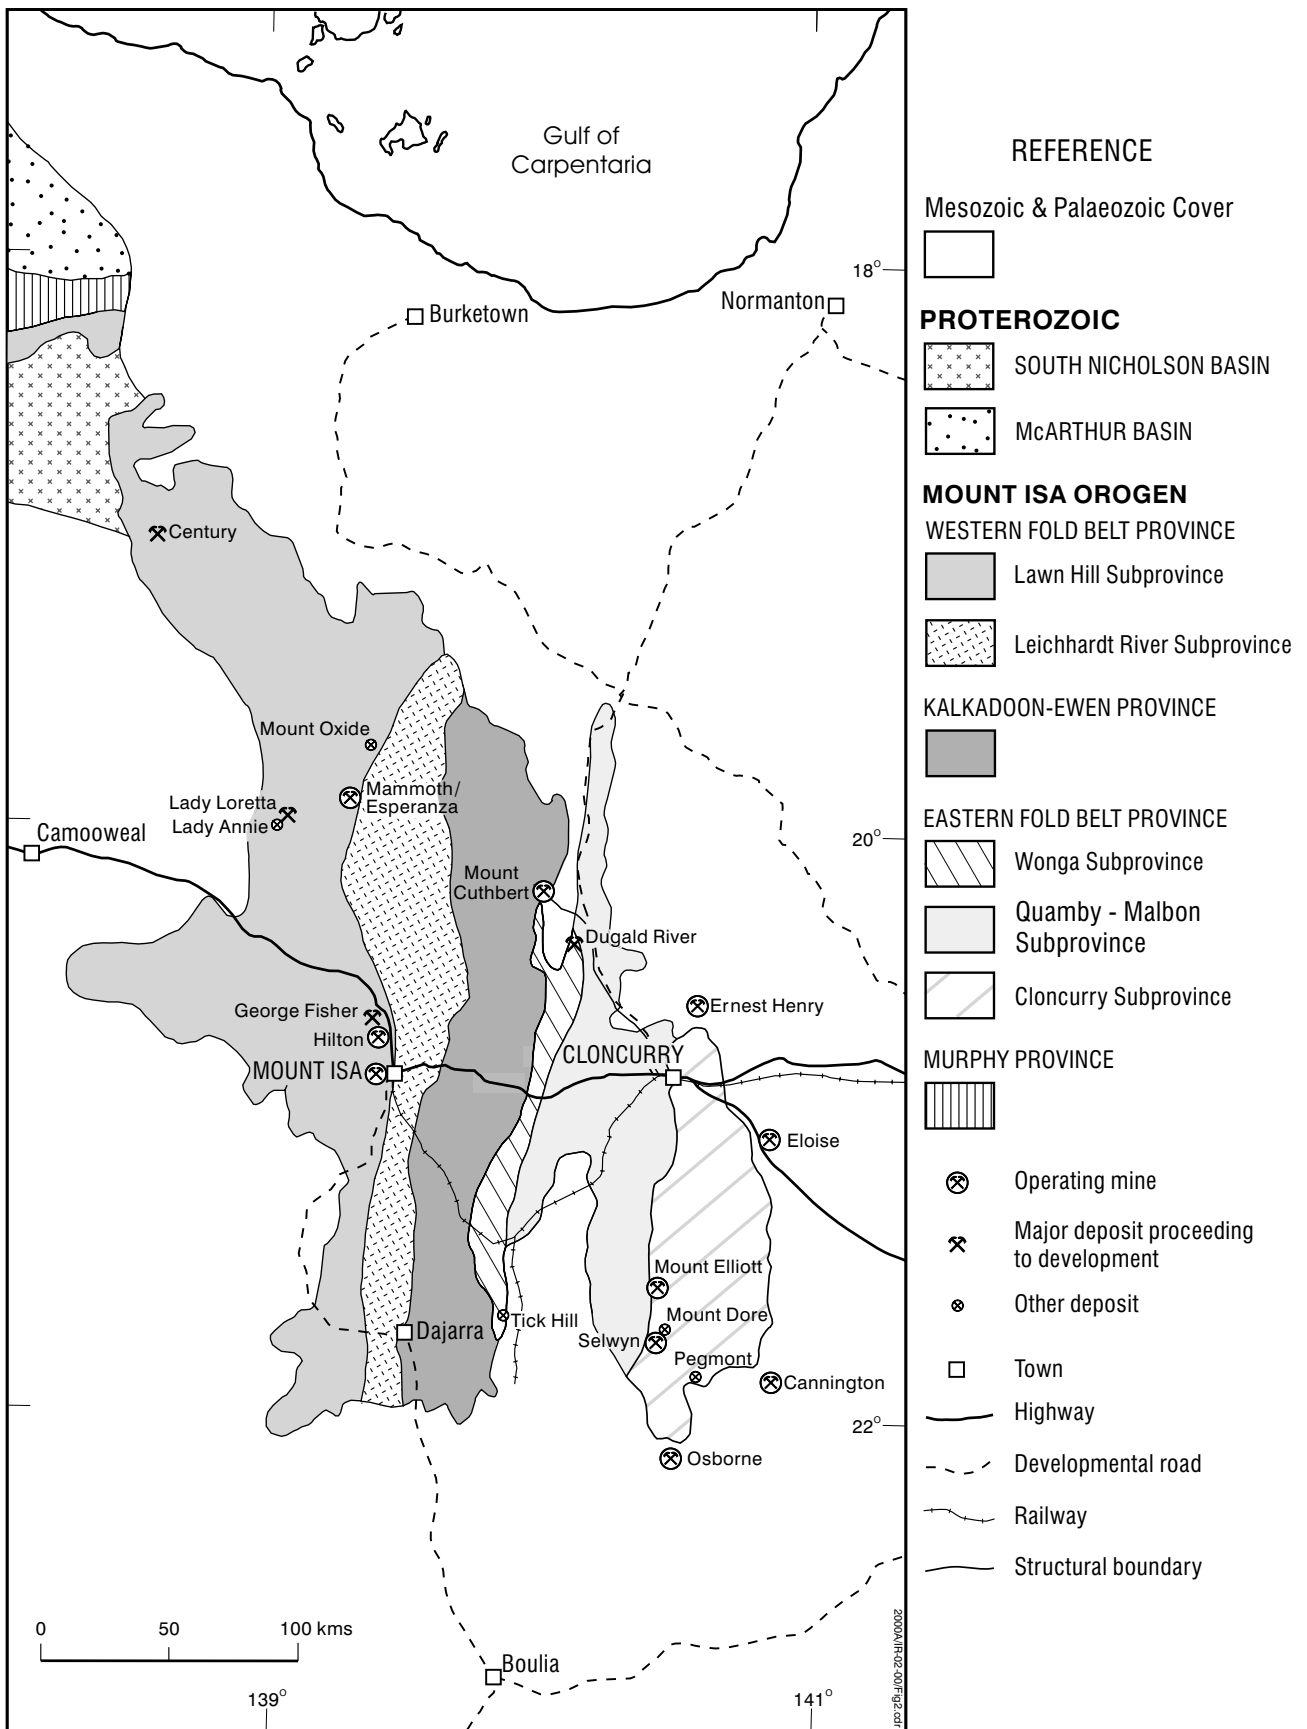 Gulf of
Carpentaria
18°
Burketown
Normanton
Century
Mount Oxide
Mammoth/
Esperanza
Lady Loretta
Lady Annie
Camooweal
20°
Mount
Cuthbert
Dugald River
George Fisher
Ernest Henry
Hilton
MOUNT ISA
CLONCURRY
Eloise
Mount Elliott
Tick Hill
Mount Dore
Dajarra
Selwyn
Pegmont
Cannington
22°
Osborne
0 50 100 kms
Boulia
139°
141°
2000A/IR-02-00/Fig2.cdr
REFERENCE
Mesozoic & Palaeozoic Cover
PROTEROZOIC
SOUTH NICHOLSON BASIN
McARTHUR BASIN
MOUNT ISA OROGEN
WESTERN FOLD BELT PROVINCE
Lawn Hill Subprovince
Leichhardt River Subprovince
KALKADOON-EWEN PROVINCE
EASTERN FOLD BELT PROVINCE
Wonga Subprovince
Quamby - Malbon
Subprovince
Cloncurry Subprovince
MURPHY PROVINCE
Operating mine
Major deposit proceeding
to development
Other deposit
Town
Highway
Developmental road
Railway
Structural boundary